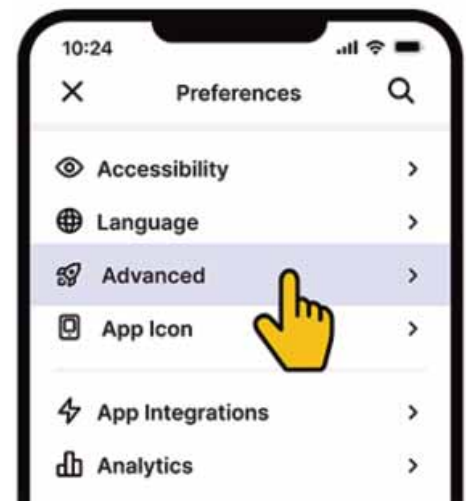 10:24
Preferences
Accessibility
Language
Advanced
App Icon
App Integrations
Analytics